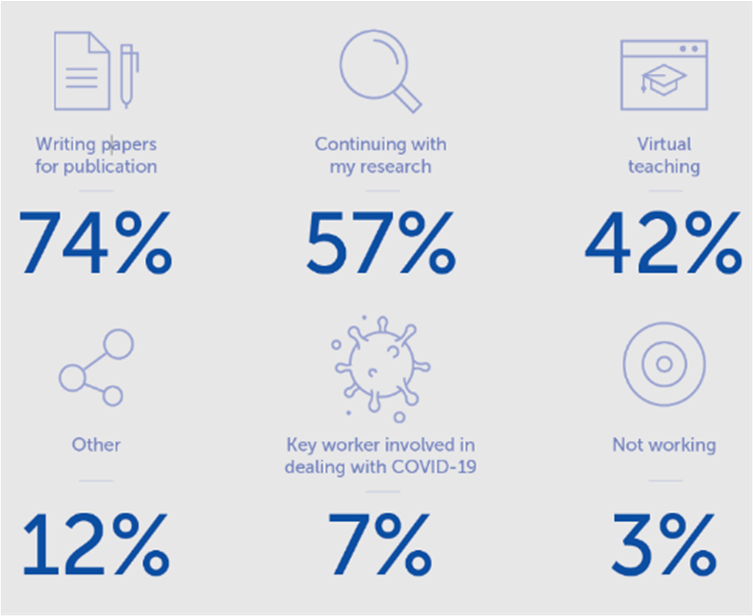 Writing papers
for publication
74%
Continuing with
my research
57%
Virtual
teaching
42%
Other
12%
Key worker involved in
dealing with COVID-19
7%
Not working
3%